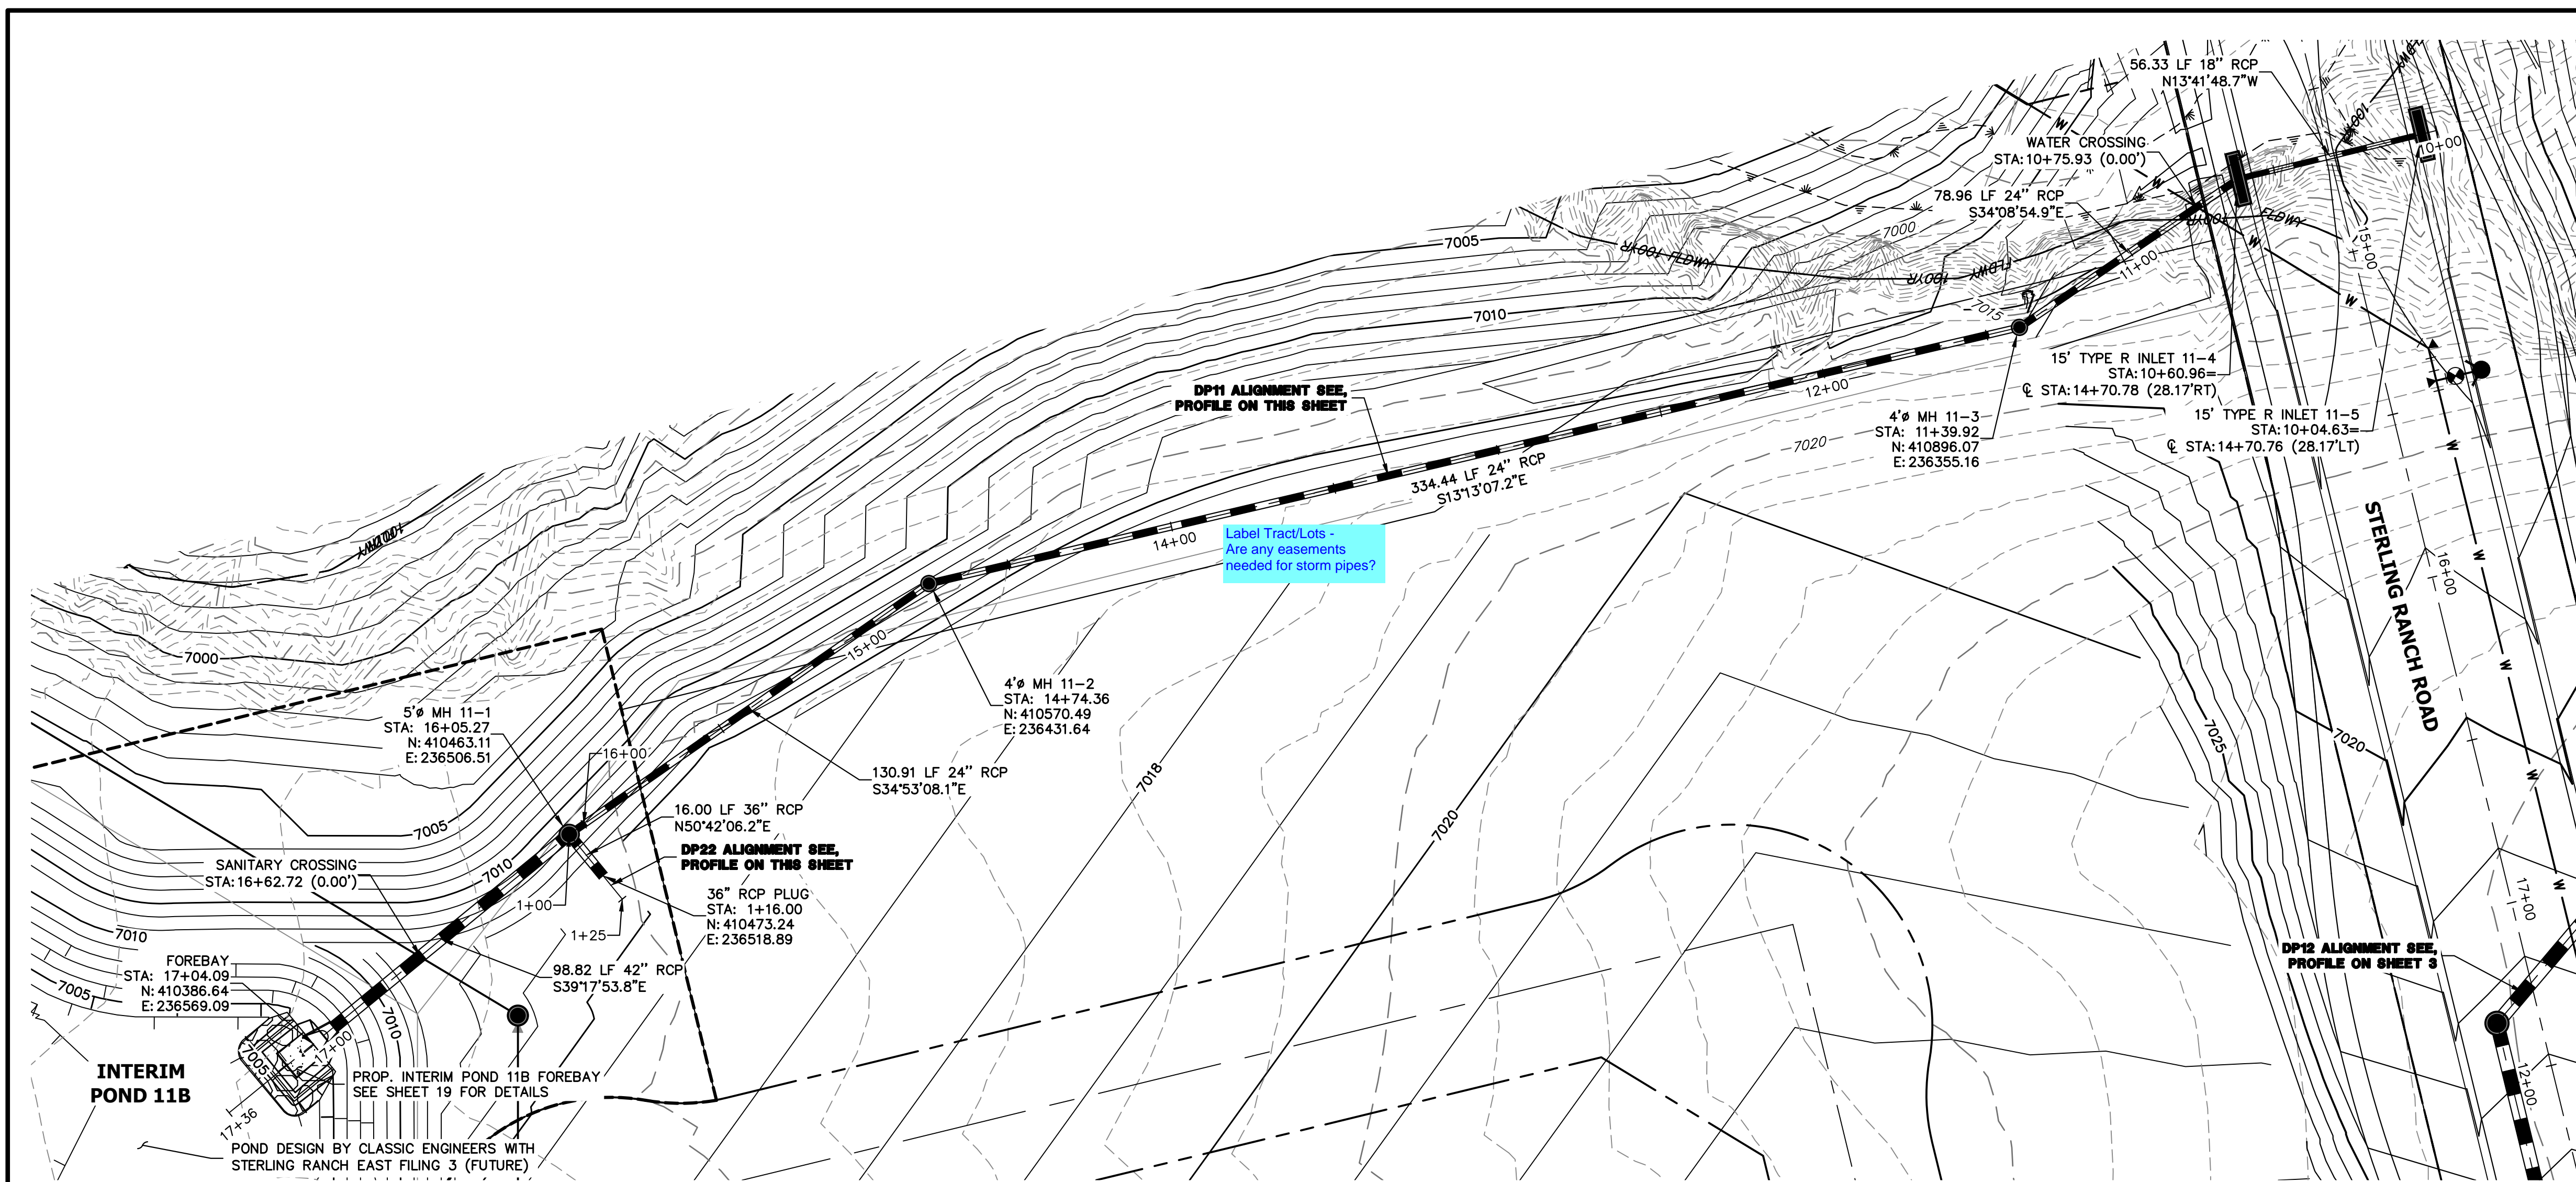 56.33 LF 18" RCP
N13°41'48.7"W
WATER CROSSING
STA:10+75.93 (0.00')
78.96 LF 24" RCP
S34°08'54.9"E
10+00
100YR
100YR FLDWY
15+00
7000
7005
100YR FLDWY
100YR FLDWY
11+00
7015
7010
15' TYPE R INLET 11-4
STA:10+60.96=
℄ STA:14+70.78 (28.17'RT)
15' TYPE R INLET 11-5
STA:10+04.63=
℄ STA:14+70.76 (28.17'LT)
DP11 ALIGNMENT SEE,
PROFILE ON THIS SHEET
12+00
4'ø MH 11-3
STA: 11+39.92
N: 410896.07
E: 236355.16
7020
334.44 LF 24" RCP
S13°13'07.2"E
STERLING RANCH ROAD
Label Tract/Lots -
Are any easements
needed for storm pipes?
14+00
16+00
15+00
7000
4'ø MH 11-2
STA: 14+74.36
N: 410570.49
E: 236431.64
5'ø MH 11-1
STA: 16+05.27
N: 410463.11
E: 236506.51
16+00
7025
7020
130.91 LF 24" RCP
S34°53'08.1"E
7018
16.00 LF 36" RCP
N50°42'06.2"E
7005
7020
DP22 ALIGNMENT SEE,
PROFILE ON THIS SHEET
SANITARY CROSSING
STA:16+62.72 (0.00')
7010
36" RCP PLUG
STA: 1+16.00
N: 410473.24
E: 236518.89
1+00
1+25
17+00
7010
DP12 ALIGNMENT SEE,
PROFILE ON SHEET 3
FOREBAY
STA: 17+04.09
N: 410386.64
E: 236569.09
98.82 LF 42" RCP
S39°17'53.8"E
7005
7010
17+00
7005
12+00
INTERIM
POND 11B
PROP. INTERIM POND 11B FOREBAY
SEE SHEET 19 FOR DETAILS
17+36
POND DESIGN BY CLASSIC ENGINEERS WITH
STERLING RANCH EAST FILING 3 (FUTURE)
W
W
W
W
W
W
W
W
W
W